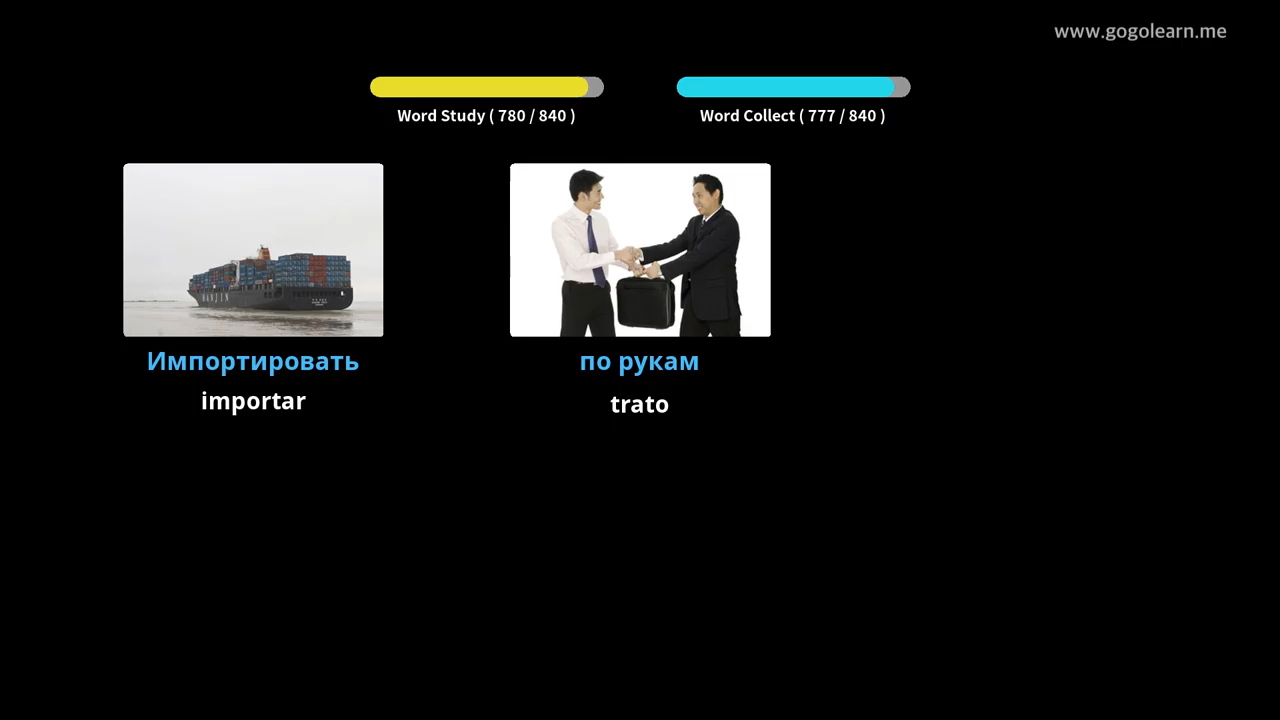 www.gogolearn.me
Word Study ( 780 / 840 )
Word Collect ( 777 / 840 )
Импортировать
importar
по рукам
trato